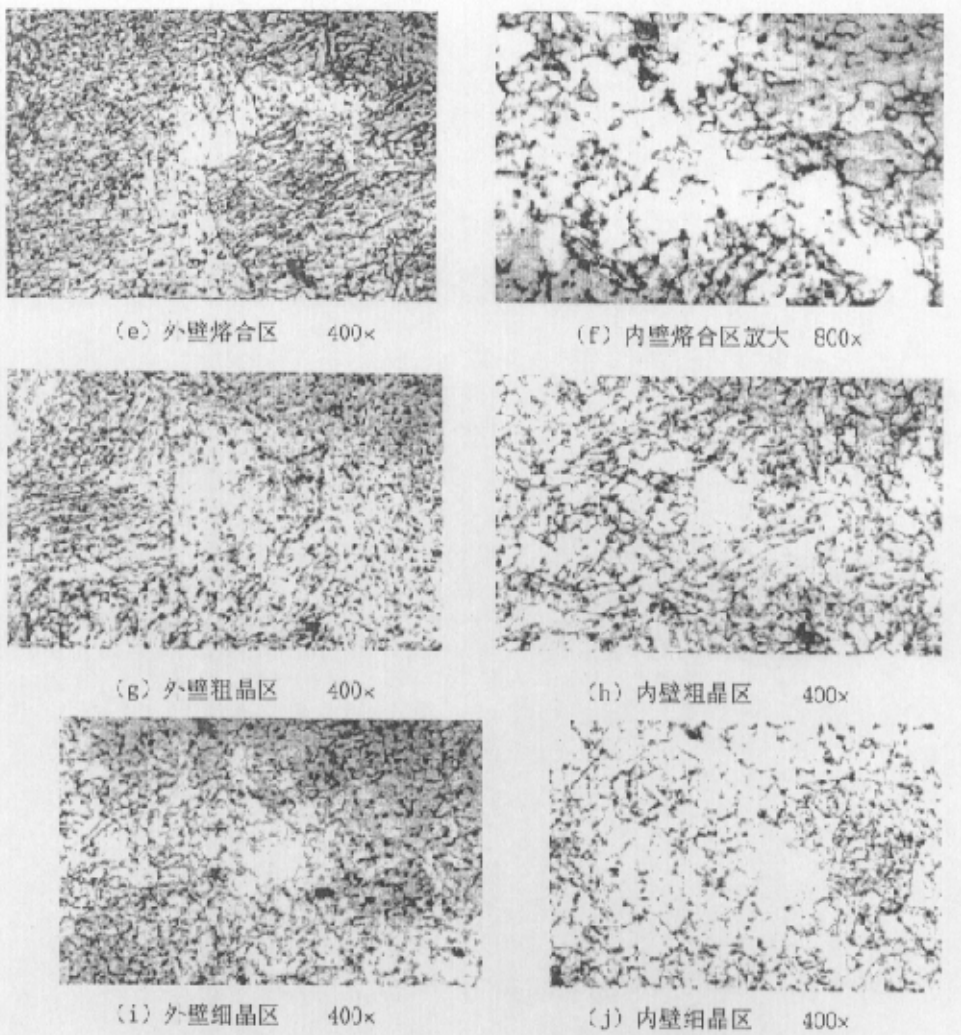 (e) 外壁熔合区 400×
(f) 内壁熔合区放大 800×
(g) 外壁粗晶区 400×
(h) 内壁粗晶区 400×
(i) 外壁细晶区 400×
(j) 内壁细晶区 400×